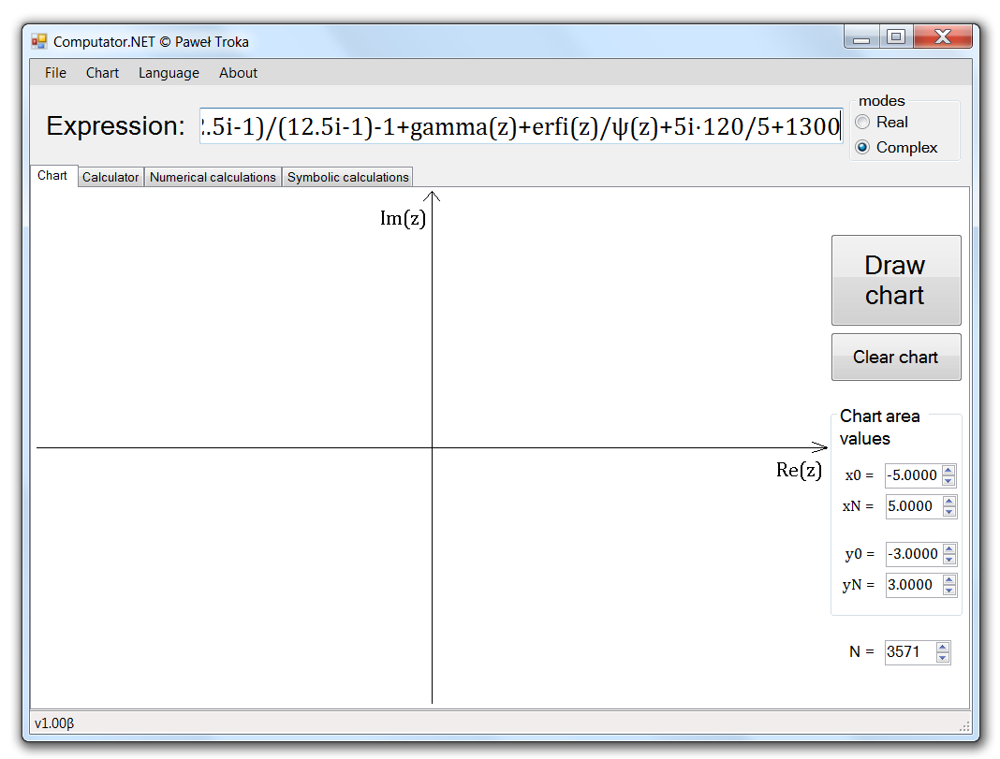 Computator.NET © Paweł Troka
File Chart Language About
Expression: .5i-1)/(12.5i-1)-1+gamma(z)+erfi(z)/ψ(z)+5i·120/5+1300
modes
Real
Complex
Chart Calculator Numerical calculations Symbolic calculations
Im(z)
Re(z)
Draw
chart
Clear chart
Chart area
values
x0 = -5.0000
xN = 5.0000
y0 = -3.0000
yN = 3.0000
N = 3571
v1.00β